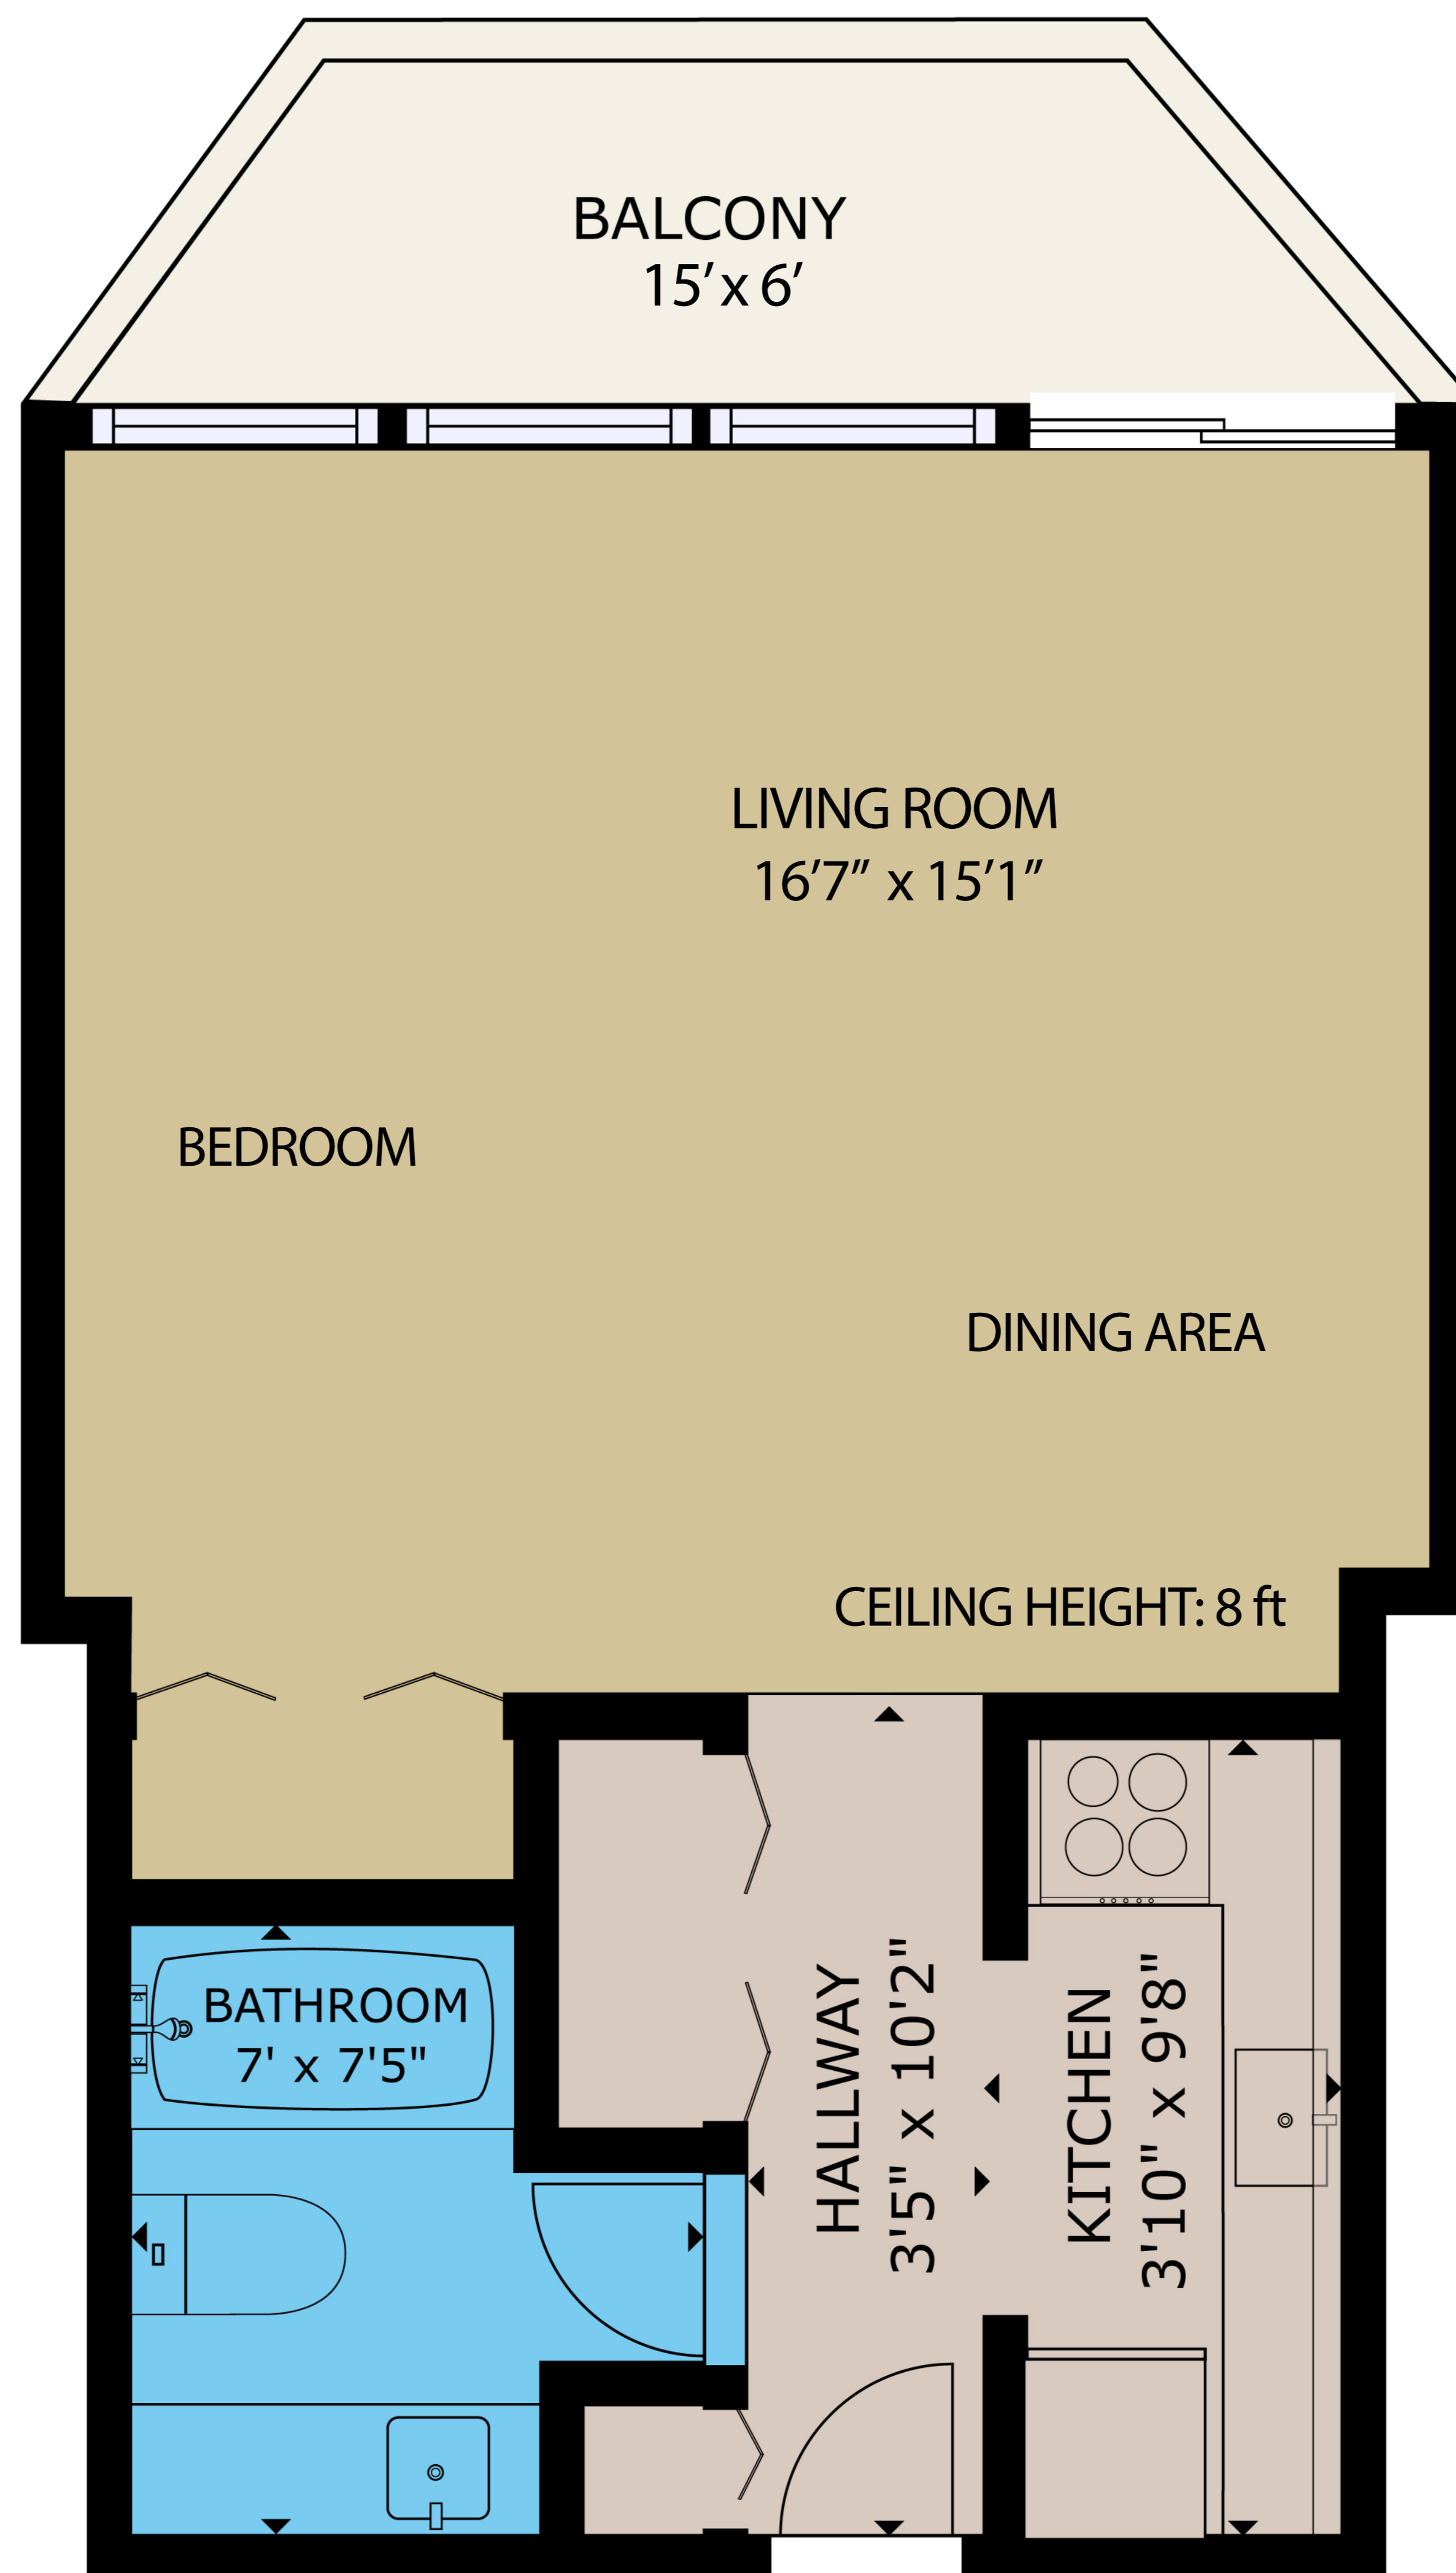 BALCONY
15’ x 6’
LIVING ROOM
16’7” x 15’1”
BEDROOM
DINING AREA
CEILING HEIGHT: 8 ft
BATHROOM
7' x 7'5"
HALLWAY
3'5" x 10'2"
KITCHEN
3'10" x 9'8"